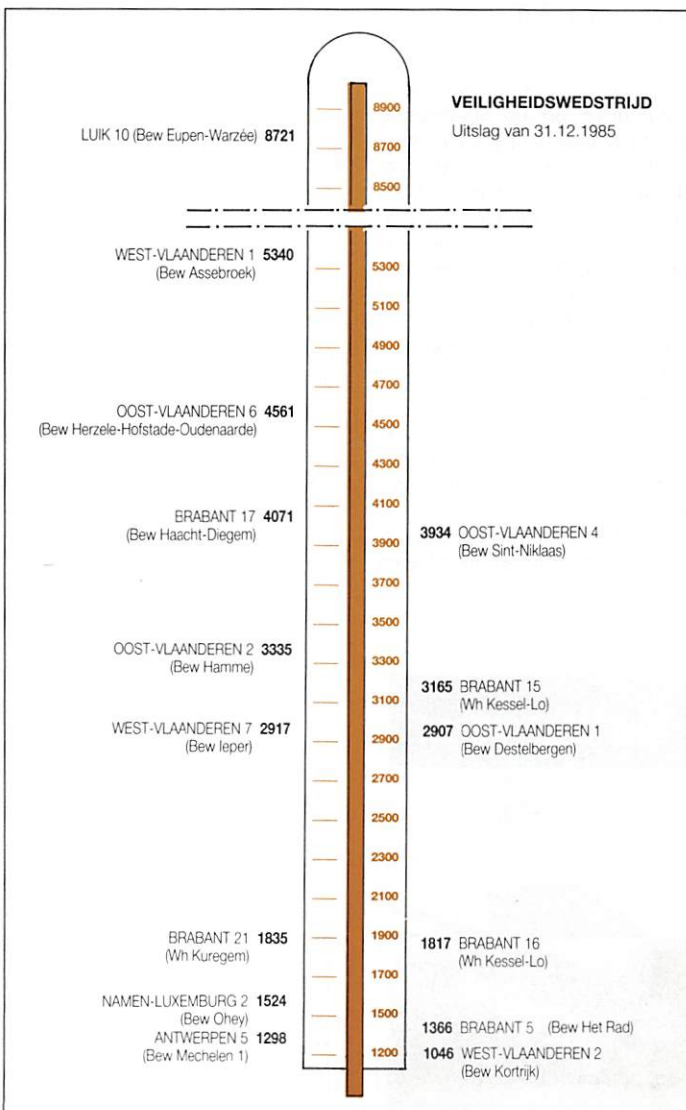 VEILIGHEIDSWEDSTRIJD
Uitslag van 31.12.1985
8900
LUIK 10 (Bew Eupen-Warzée) 8721
8700
8500
WEST-VLAANDEREN 1 5340
(Bew Assebroek)
5300
5100
4900
4700
OOST-VLAANDEREN 6 4561
(Bew Herzele-Hofstade-Oudenaarde)
4500
4300
4100
BRABANT 17 4071
(Bew Haacht-Diegem)
3934 OOST-VLAANDEREN 4
(Bew Sint-Niklaas)
3900
3700
3500
OOST-VLAANDEREN 2 3335
(Bew Hamme)
3300
3165 BRABANT 15
(Wh Kessel-Lo)
3100
WEST-VLAANDEREN 7 2917
(Bew Ieper)
2907 OOST-VLAANDEREN 1
(Bew Destelbergen)
2900
2700
2500
2300
2100
1900
BRABANT 21 1835
(Wh Kuregem)
1817 BRABANT 16
(Wh Kessel-Lo)
1700
NAMEN-LUXEMBURG 2 1524
(Bew Ohey)
1500
1366 BRABANT 5 (Bew Het Rad)
ANTWERPEN 5 1298
(Bew Mechelen 1)
1200
1046 WEST-VLAANDEREN 2
(Bew Kortrijk)